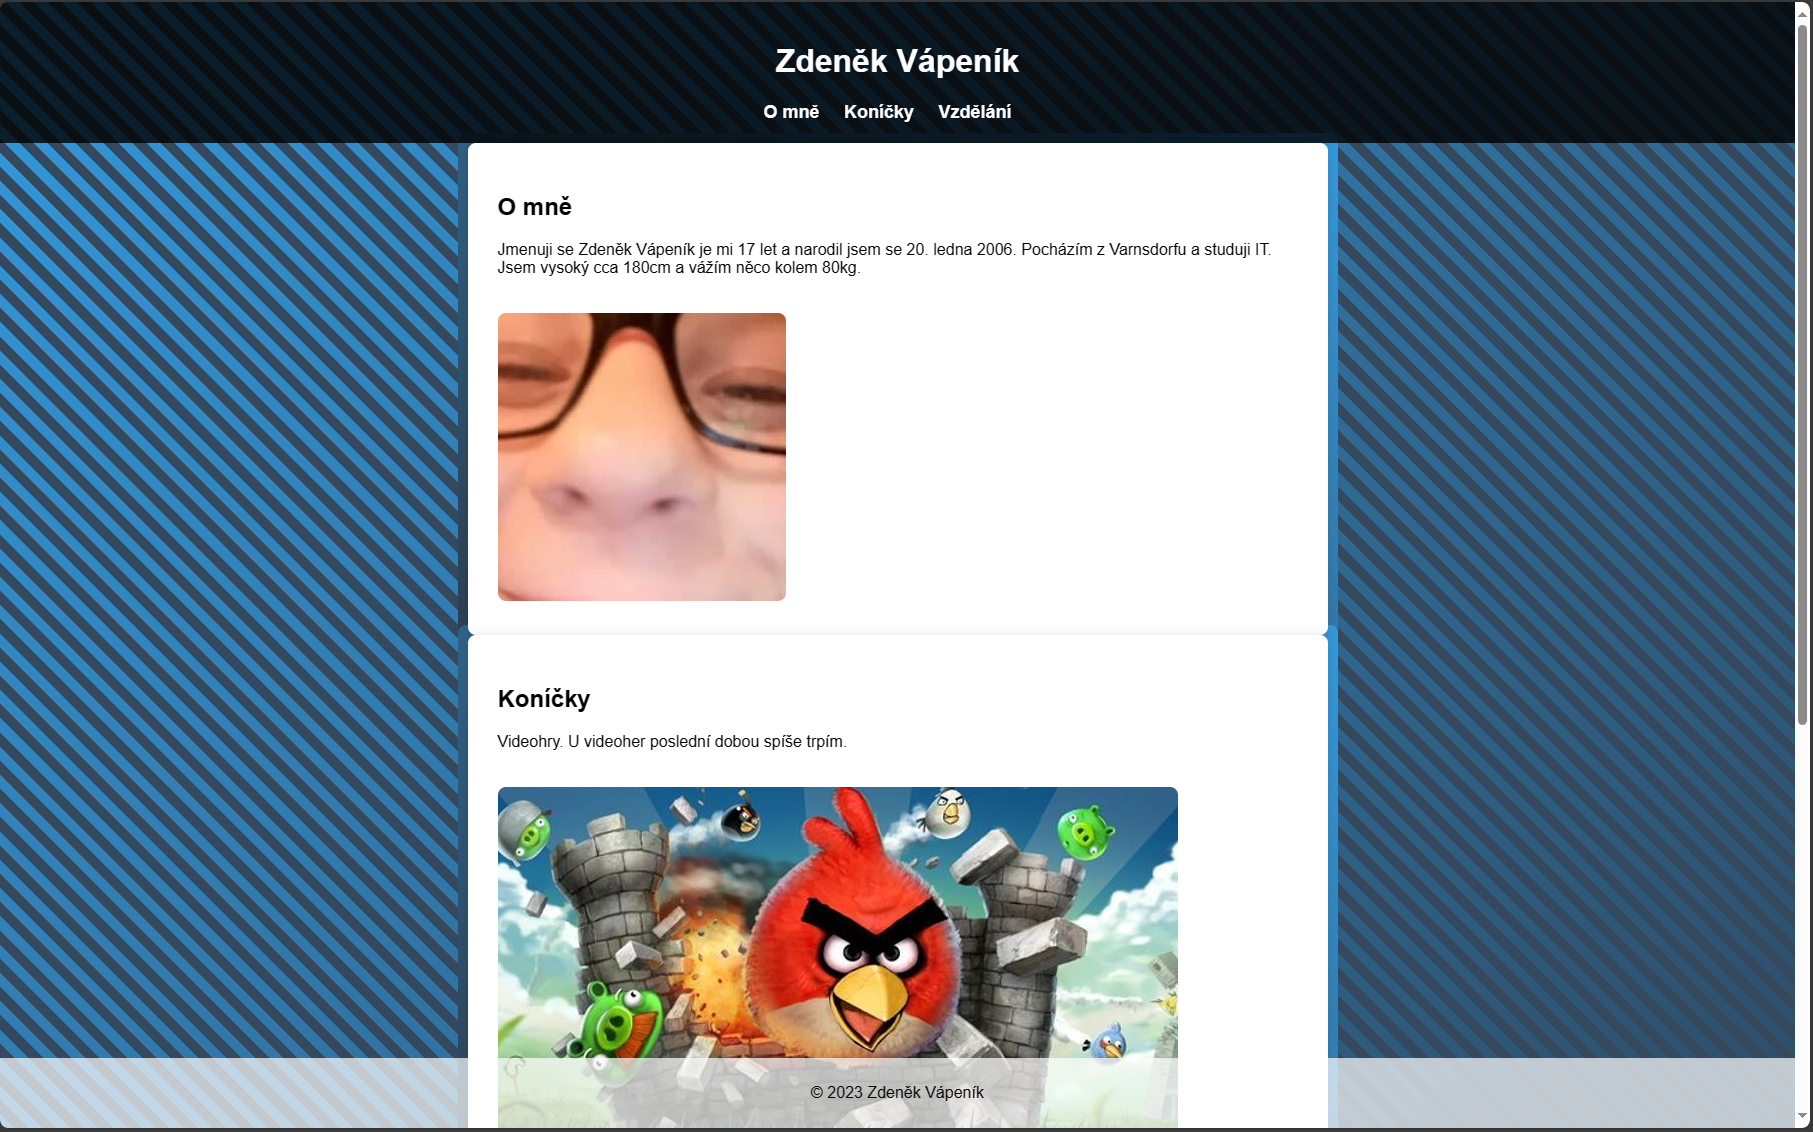 Zdeněk Vápeník
O mně Koníčky Vzdělání
O mně
Jmenuji se Zdeněk Vápeník je mi 17 let a narodil jsem se 20. ledna 2006. Pocházím z Varnsdorfu a studuji IT.
Jsem vysoký cca 180cm a vážím něco kolem 80kg.
Koníčky
Videohry. U videoher poslední dobou spíše trpím.
© 2023 Zdeněk Vápeník